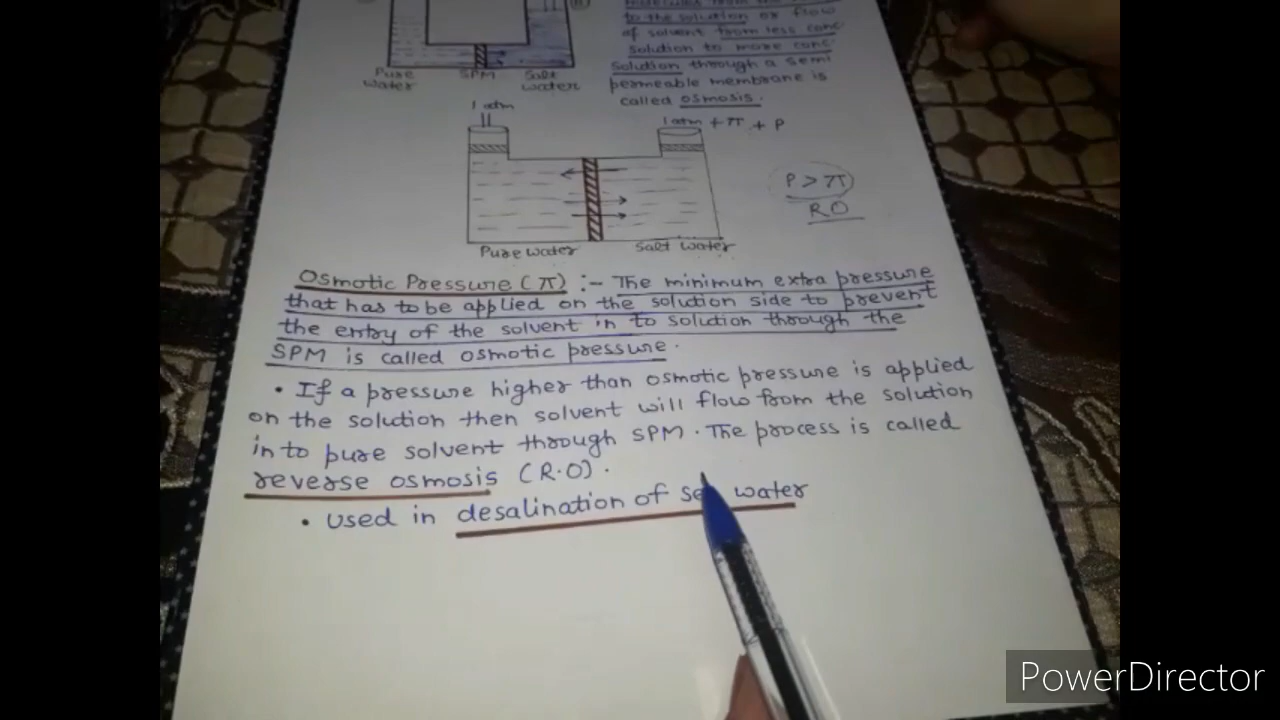 to the solution or flow
of solvent from less conc
solution to more conc
solution through a semi
permeable membrane is
called osmosis.
Pure water
SPM
Salt water
1 atm
1 atm + π + P
P > π
RO
Pure water
Salt water
Osmotic Pressure (π) :- The minimum extra pressure
that has to be applied on the solution side to prevent
the entry of the solvent in to solution through the
SPM is called osmotic pressure.
• If a pressure higher than osmotic pressure is applied
on the solution then solvent will flow from the solution
in to pure solvent through SPM. The process is called
reverse osmosis (R.O).
• used in desalination of sea water
PowerDirector